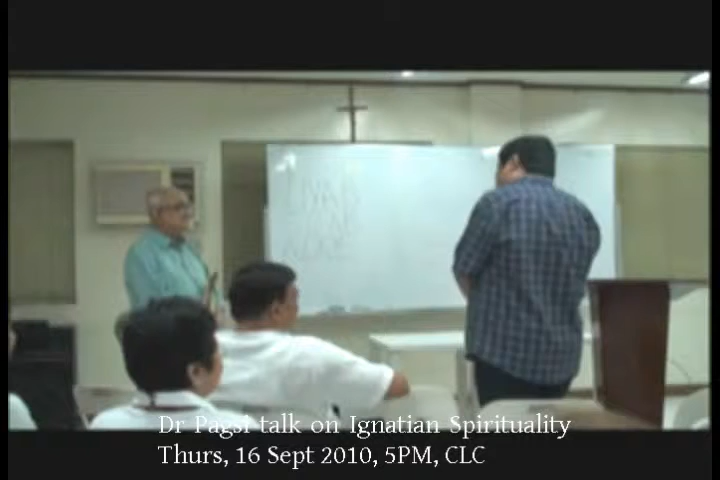 Dr Pagsi talk on Ignatian Spirituality
Thurs, 16 Sept 2010, 5PM, CLC